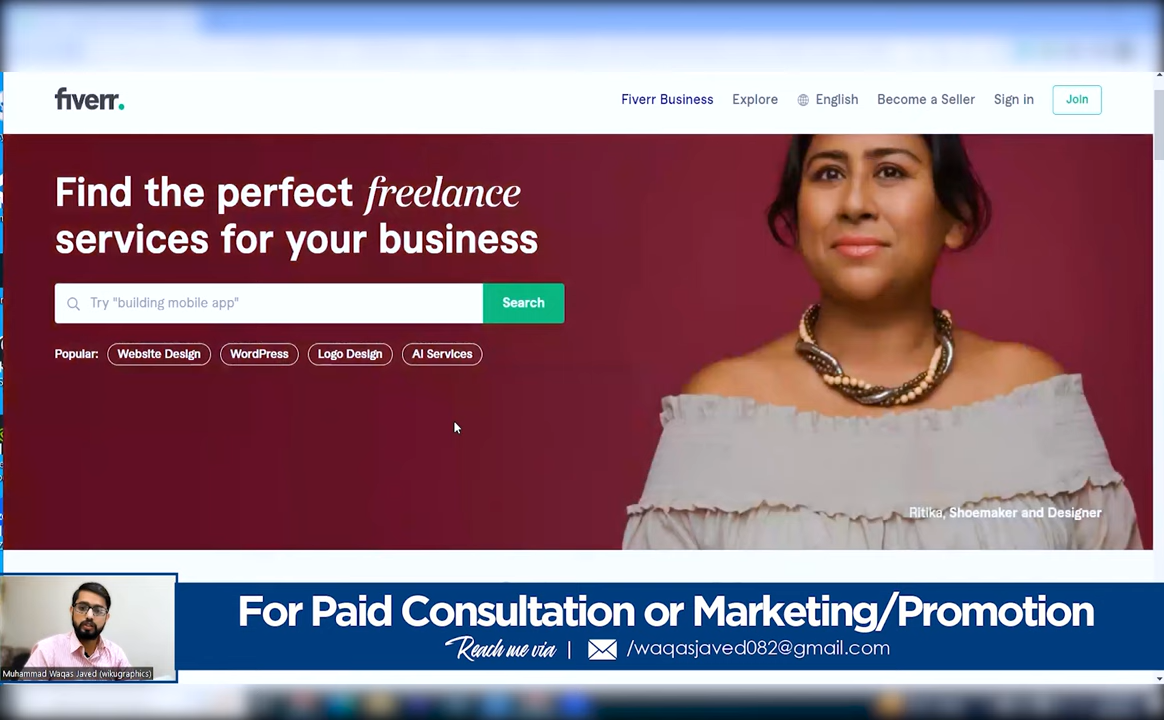 fiverr.
Fiverr Business Explore English Become a Seller Sign in Join
Find the perfect freelance
services for your business
Try "building mobile app" Search
Popular: Website Design WordPress Logo Design AI Services
Ritika, Shoemaker and Designer
For Paid Consultation or Marketing/Promotion
Reach me via | /waqasjaved082@gmail.com
Muhammad Waqas Javed (wikugraphics)